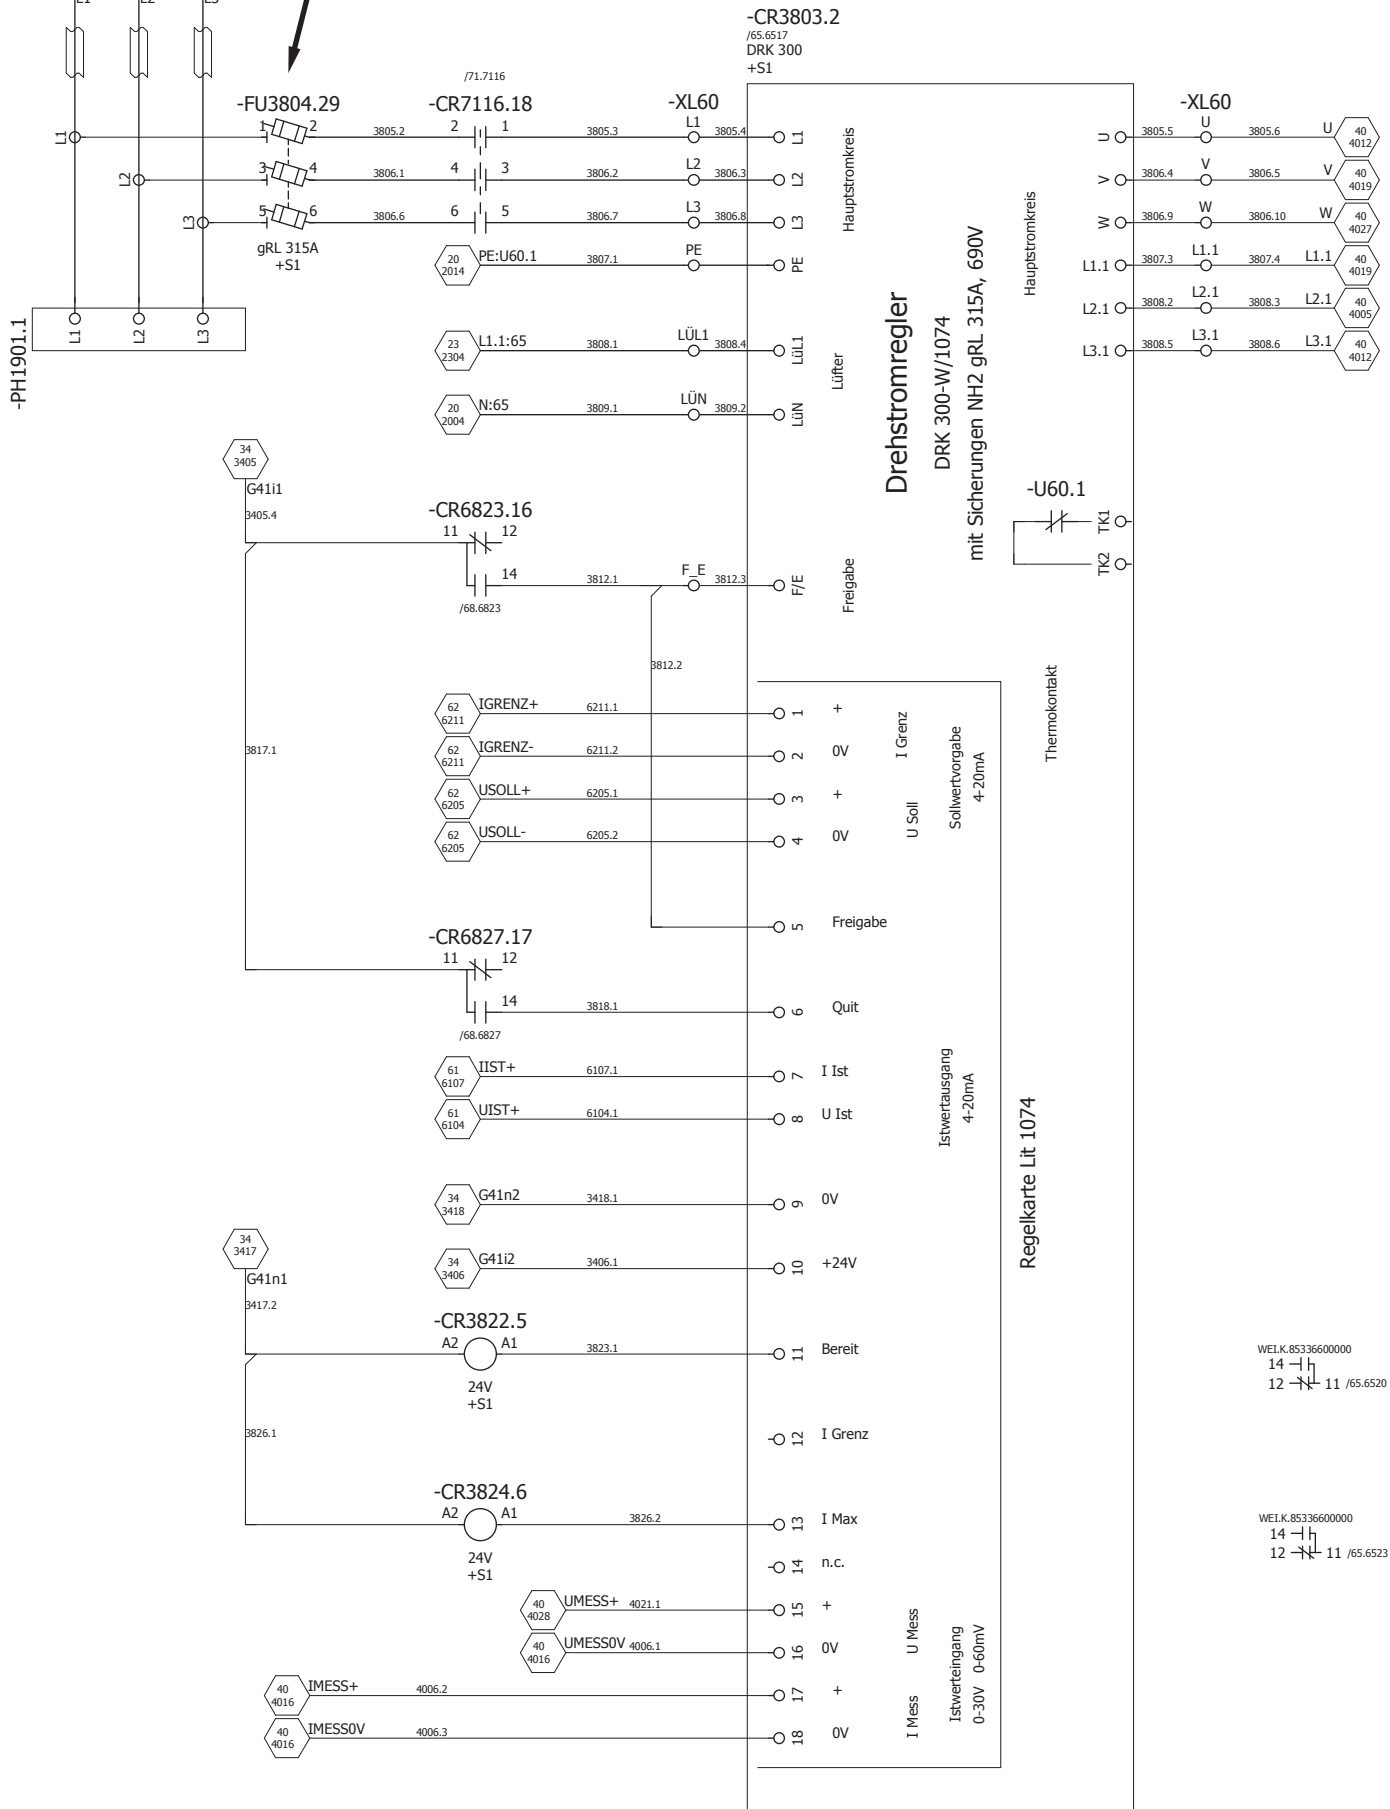 L1 L2 L3
-CR3803.2
/65.6517
DRK 300
+S1
/71.7116
-FU3804.29 -CR7116.18 -XL60 -XL60
L1 1 2 3805.2 2 1 3805.3 L1 3805.4 L1 U 3805.5 U 3805.6 U 40 4012
L2 3 4 3806.1 4 3 3806.2 L2 3806.3 L2 V 3806.4 V 3806.5 V 40 4019
L3 5 6 3806.6 6 5 3806.7 L3 3806.8 L3 W 3806.9 W 3806.10 W 40 4027
gRL 315A
+S1
Hauptstromkreis
Hauptstromkreis
20 2014 PE:U60.1 3807.1 PE PE L1.1 3807.3 L1.1 3807.4 L1.1 40 4019
L2.1 3808.2 L2.1 3808.3 L2.1 40 4005
-PH1901.1 L1 L2 L3
23 2304 L1.1:65 3808.1 LÜL1 3808.4 LüL1 L3.1 3808.5 L3.1 3808.6 L3.1 40 4012
Lüfter
20 2004 N:65 3809.1 LÜN 3809.2 LüN
Drehstromregler
DRK 300-W/1074
mit Sicherungen NH2 gRL 315A, 690V
34 3405
G41i1
3405.4
-U60.1
TK1
TK2
-CR6823.16
11 12
14 3812.1 F_E 3812.3 F/E
/68.6823
Freigabe
3812.2
Thermokontakt
62 6211 IGRENZ+ 6211.1 1 +
I Grenz
62 6211 IGRENZ- 6211.2 2 0V
3817.1
62 6205 USOLL+ 6205.1 3 +
U Soll
Sollwertvorgabe
4-20mA
62 6205 USOLL- 6205.2 4 0V
5 Freigabe
-CR6827.17
11 12
14 3818.1 6 Quit
/68.6827
61 6107 IIST+ 6107.1 7 I Ist
61 6104 UIST+ 6104.1 8 U Ist
Istwertausgang
4-20mA
Regelkarte Lit 1074
34 3418 G41n2 3418.1 9 0V
34 3417
G41n1
3417.2
34 3406 G41i2 3406.1 10 +24V
-CR3822.5
A2 A1 3823.1 11 Bereit
24V
+S1
WEI.K.85336600000
14
12 11 /65.6520
3826.1
12 I Grenz
-CR3824.6
A2 A1 3826.2 13 I Max
24V
+S1
WEI.K.85336600000
14
12 11 /65.6523
14 n.c.
40 4028 UMESS+ 4021.1 15 +
U Mess
40 4016 UMESS0V 4006.1 16 0V
40 4016 IMESS+ 4006.2 17 +
I Mess
Istwerteingang
0-30V 0-60mV
40 4016 IMESS0V 4006.3 18 0V